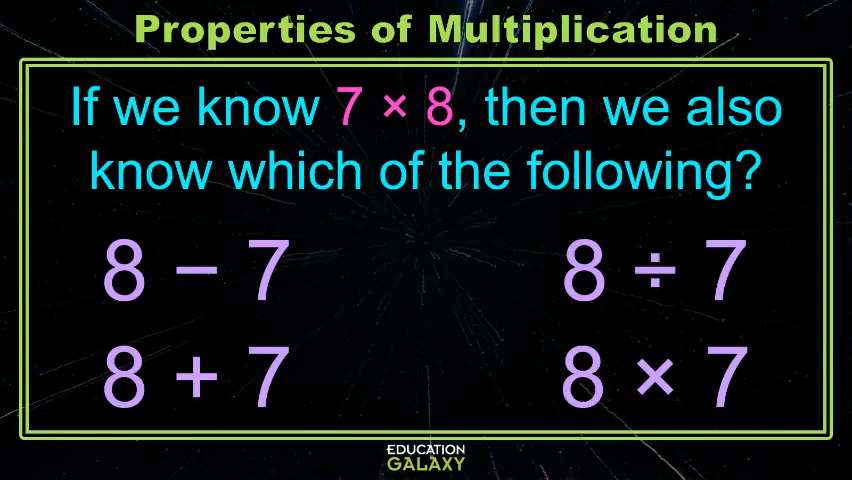 Properties of Multiplication
If we know 7 × 8, then we also
know which of the following?
8 − 7
8 ÷ 7
8 + 7
8 × 7
EDUCATION
GALAXY